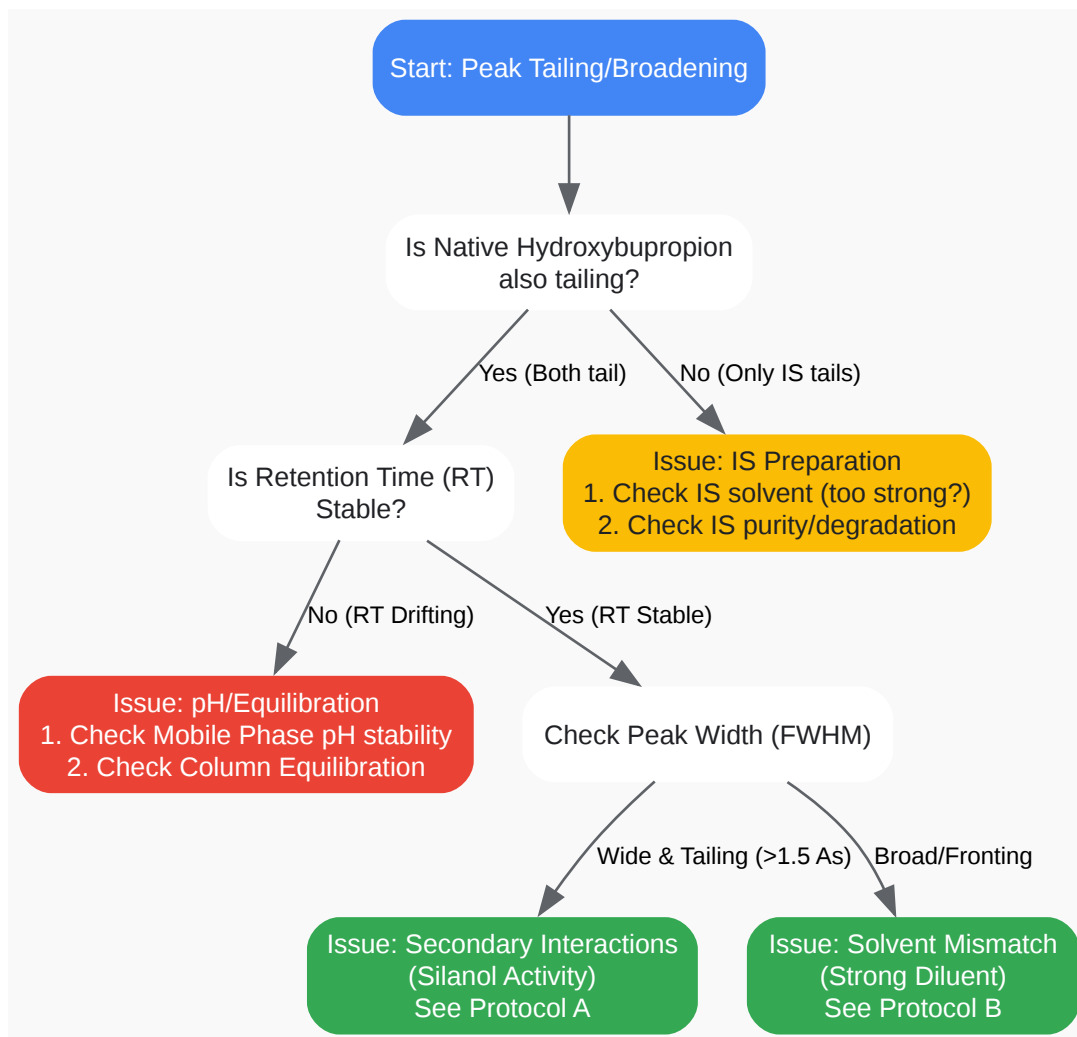 Start: Peak Tailing/Broadening
Is Native Hydroxybupropion
also tailing?
Yes (Both tail)
No (Only IS tails)
Is Retention Time (RT)
Stable?
Issue: IS Preparation
1. Check IS solvent (too strong?)
2. Check IS purity/degradation
No (RT Drifting)
Yes (RT Stable)
Issue: pH/Equilibration
1. Check Mobile Phase pH stability
2. Check Column Equilibration
Check Peak Width (FWHM)
Wide & Tailing (>1.5 As)
Broad/Fronting
Issue: Secondary Interactions
(Silanol Activity)
See Protocol A
Issue: Solvent Mismatch
(Strong Diluent)
See Protocol B